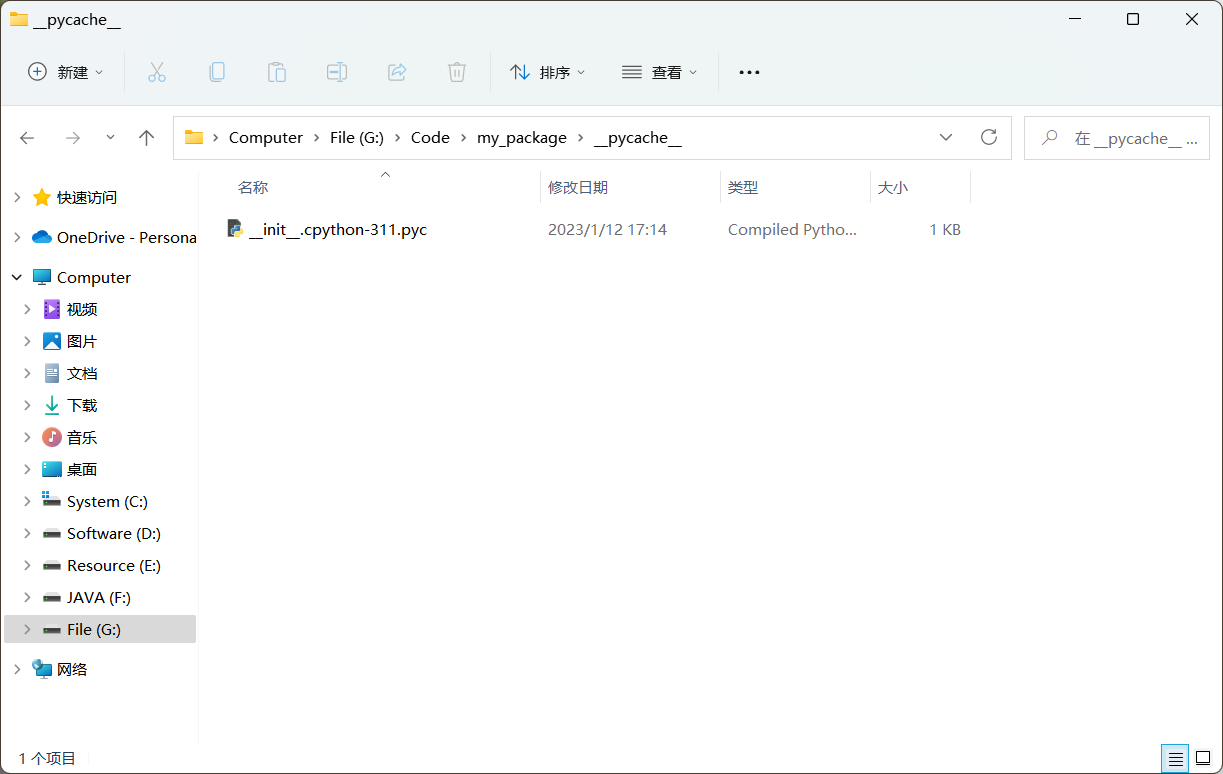 __pycache__
新建
排序
查看
Computer
File (G:)
Code
my_package
__pycache__
在 __pycache__ ...
名称
修改日期
类型
大小
__init__.cpython-311.pyc
2023/1/12 17:14
Compiled Pytho...
1 KB
快速访问
OneDrive - Persona
Computer
视频
图片
文档
下载
音乐
桌面
System (C:)
Software (D:)
Resource (E:)
JAVA (F:)
File (G:)
网络
1 个项目